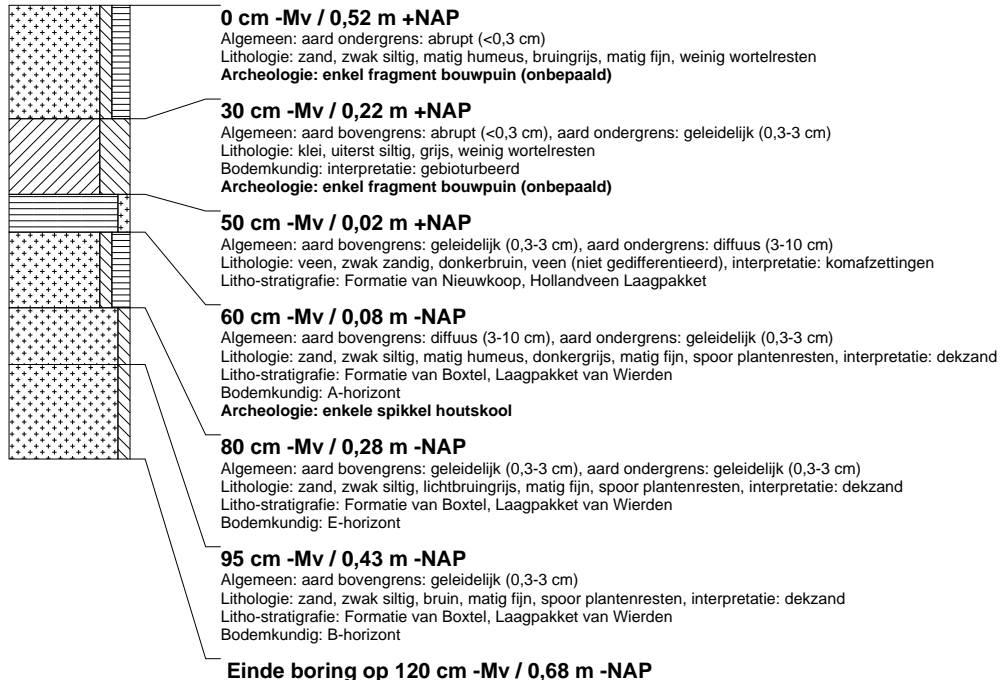 0 cm -Mv / 0,52 m +NAP
Algemeen: aard ondergrens: abrupt (<0,3 cm)
Lithologie: zand, zwak siltig, matig humeus, bruingrijs, matig fijn, weinig wortelresten
Archeologie: enkel fragment bouwpuin (onbepaald)
30 cm -Mv / 0,22 m +NAP
Algemeen: aard bovengrens: abrupt (<0,3 cm), aard ondergrens: geleidelijk (0,3-3 cm)
Lithologie: klei, uiterst siltig, grijs, weinig wortelresten
Bodemkundig: interpretatie: gebioturbeerd
Archeologie: enkel fragment bouwpuin (onbepaald)
50 cm -Mv / 0,02 m +NAP
Algemeen: aard bovengrens: geleidelijk (0,3-3 cm), aard ondergrens: diffuus (3-10 cm)
Lithologie: veen, zwak zandig, donkerbruin, veen (niet gedifferentieerd), interpretatie: komafzettingen
Litho-stratigrafie: Formatie van Nieuwkoop, Hollandveen Laagpakket
60 cm -Mv / 0,08 m -NAP
Algemeen: aard bovengrens: diffuus (3-10 cm), aard ondergrens: geleidelijk (0,3-3 cm)
Lithologie: zand, zwak siltig, matig humeus, donkergrijs, matig fijn, spoor plantenresten, interpretatie: dekzand
Litho-stratigrafie: Formatie van Boxtel, Laagpakket van Wierden
Bodemkundig: A-horizont
Archeologie: enkele spikkel houtskool
80 cm -Mv / 0,28 m -NAP
Algemeen: aard bovengrens: geleidelijk (0,3-3 cm), aard ondergrens: geleidelijk (0,3-3 cm)
Lithologie: zand, zwak siltig, lichtbruingrijs, matig fijn, spoor plantenresten, interpretatie: dekzand
Litho-stratigrafie: Formatie van Boxtel, Laagpakket van Wierden
Bodemkundig: E-horizont
95 cm -Mv / 0,43 m -NAP
Algemeen: aard bovengrens: geleidelijk (0,3-3 cm)
Lithologie: zand, zwak siltig, bruin, matig fijn, spoor plantenresten, interpretatie: dekzand
Litho-stratigrafie: Formatie van Boxtel, Laagpakket van Wierden
Bodemkundig: B-horizont
Einde boring op 120 cm -Mv / 0,68 m -NAP